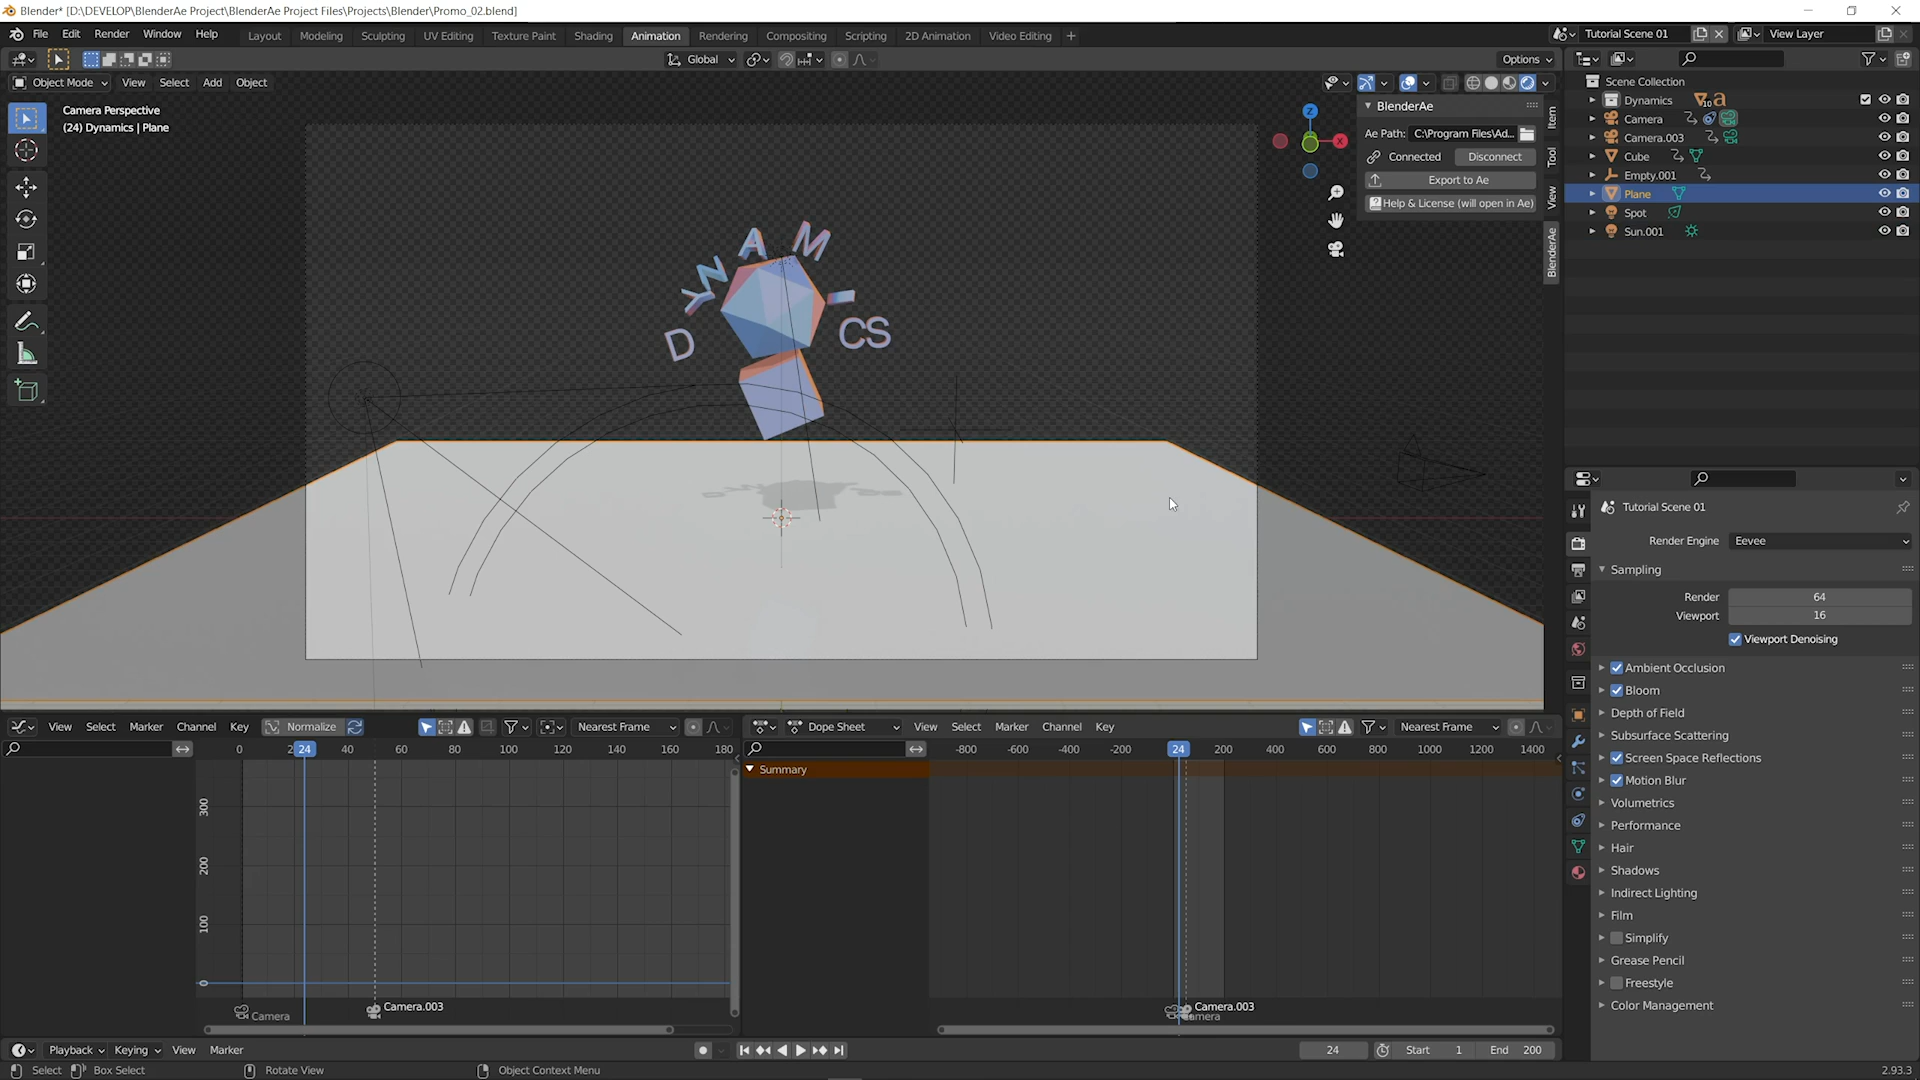 Blender* [D:\DEVELOP\BlenderAe Project\BlenderAe Project Files\Projects\Blender\Promo_02.blend]
File Edit Render Window Help
Layout Modeling Sculpting UV Editing Texture Paint Shading Animation Rendering Compositing Scripting 2D Animation Video Editing +
Tutorial Scene 01
View Layer
Global
Options
Object Mode View Select Add Object
Camera Perspective
(24) Dynamics | Plane
Z
X
BlenderAe
Ae Path: C:\Program Files\Ad...
Connected Disconnect
Export to Ae
Help & License (will open in Ae)
Item
Tool
View
BlenderAe
DYNAMICS
Scene Collection
Dynamics 10 a
Camera
Camera.003
Cube
Empty.001
Plane
Spot
Sun.001
Tutorial Scene 01
Render Engine Eevee
Sampling
Render 64
Viewport 16
Viewport Denoising
Ambient Occlusion
Bloom
Depth of Field
Subsurface Scattering
Screen Space Reflections
Motion Blur
Volumetrics
Performance
Hair
Shadows
Indirect Lighting
Film
Simplify
Grease Pencil
Freestyle
Color Management
View Select Marker Channel Key Normalize Nearest Frame
0 2 24 40 60 80 100 120 140 160 180
300
200
100
0
Camera
Camera.003
Dope Sheet View Select Marker Channel Key Nearest Frame
-800 -600 -400 -200 24 200 400 600 800 1000 1200 1400
Summary
Camera.003
amera
Playback Keying View Marker
24 Start 1 End 200
Select Box Select Rotate View Object Context Menu
2.93.3